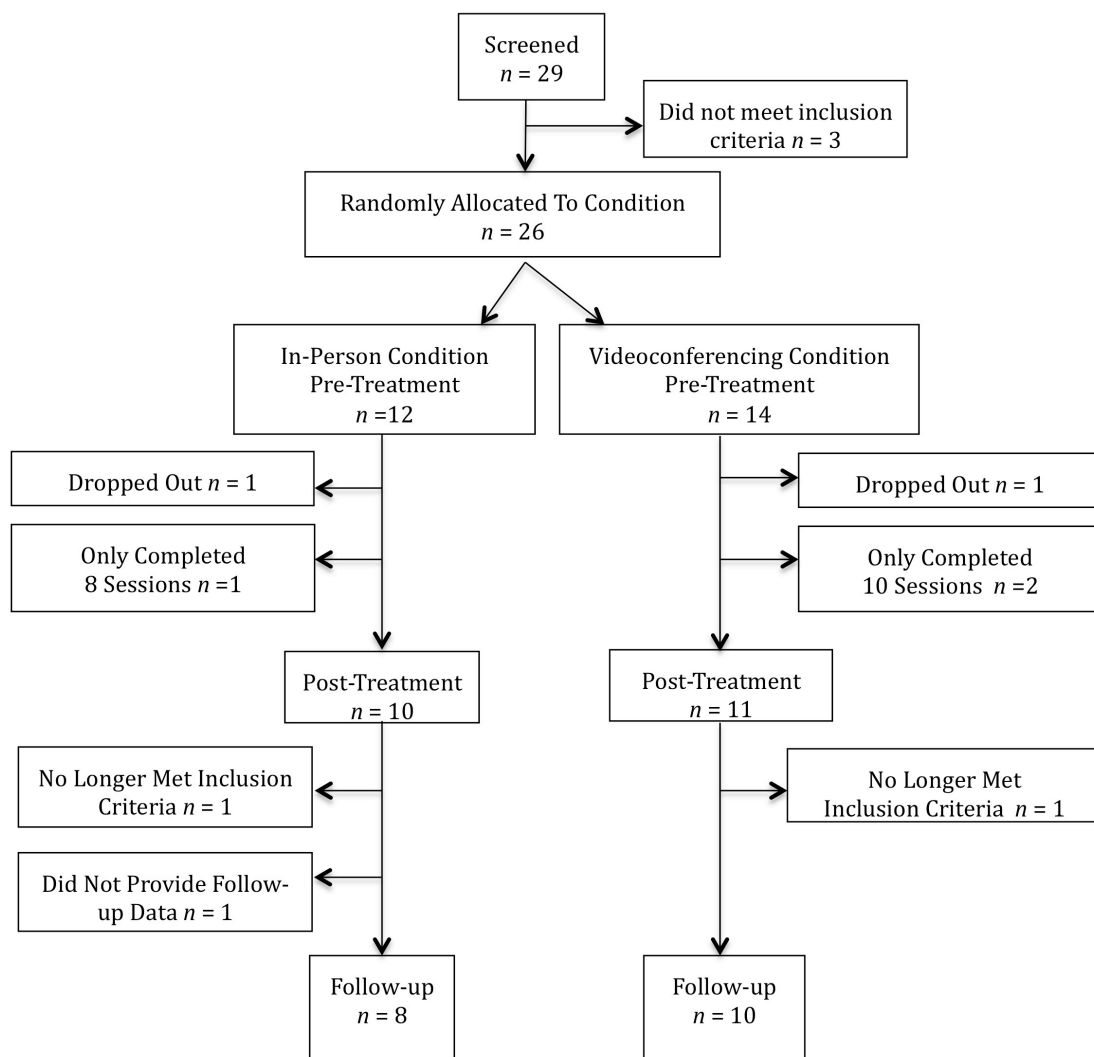 Screened
n = 29
Did not meet inclusion
criteria n = 3
Randomly Allocated To Condition
n = 26
In-Person Condition
Pre-Treatment
n =12
Videoconferencing Condition
Pre-Treatment
n = 14
Dropped Out n = 1
Dropped Out n = 1
Only Completed
8 Sessions n =1
Only Completed
10 Sessions n =2
Post-Treatment
n = 10
Post-Treatment
n = 11
No Longer Met Inclusion
Criteria n = 1
No Longer Met
Inclusion Criteria n = 1
Did Not Provide Follow-
up Data n = 1
Follow-up
n = 8
Follow-up
n = 10